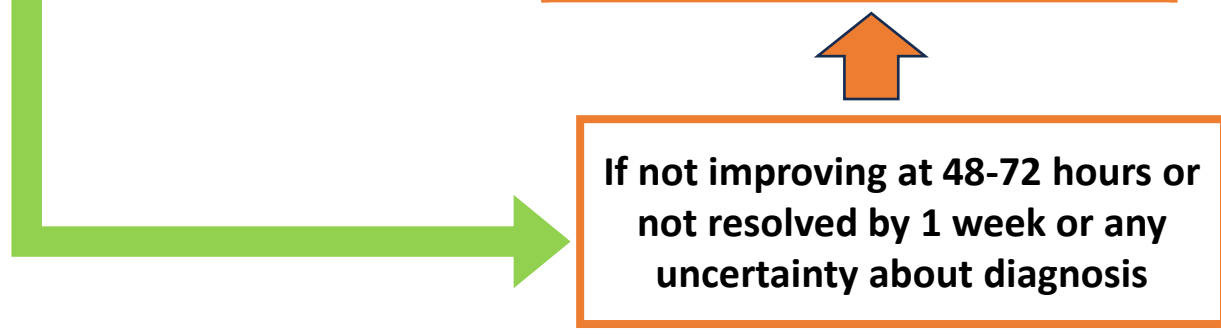 If not improving at 48-72 hours or
not resolved by 1 week or any
uncertainty about diagnosis